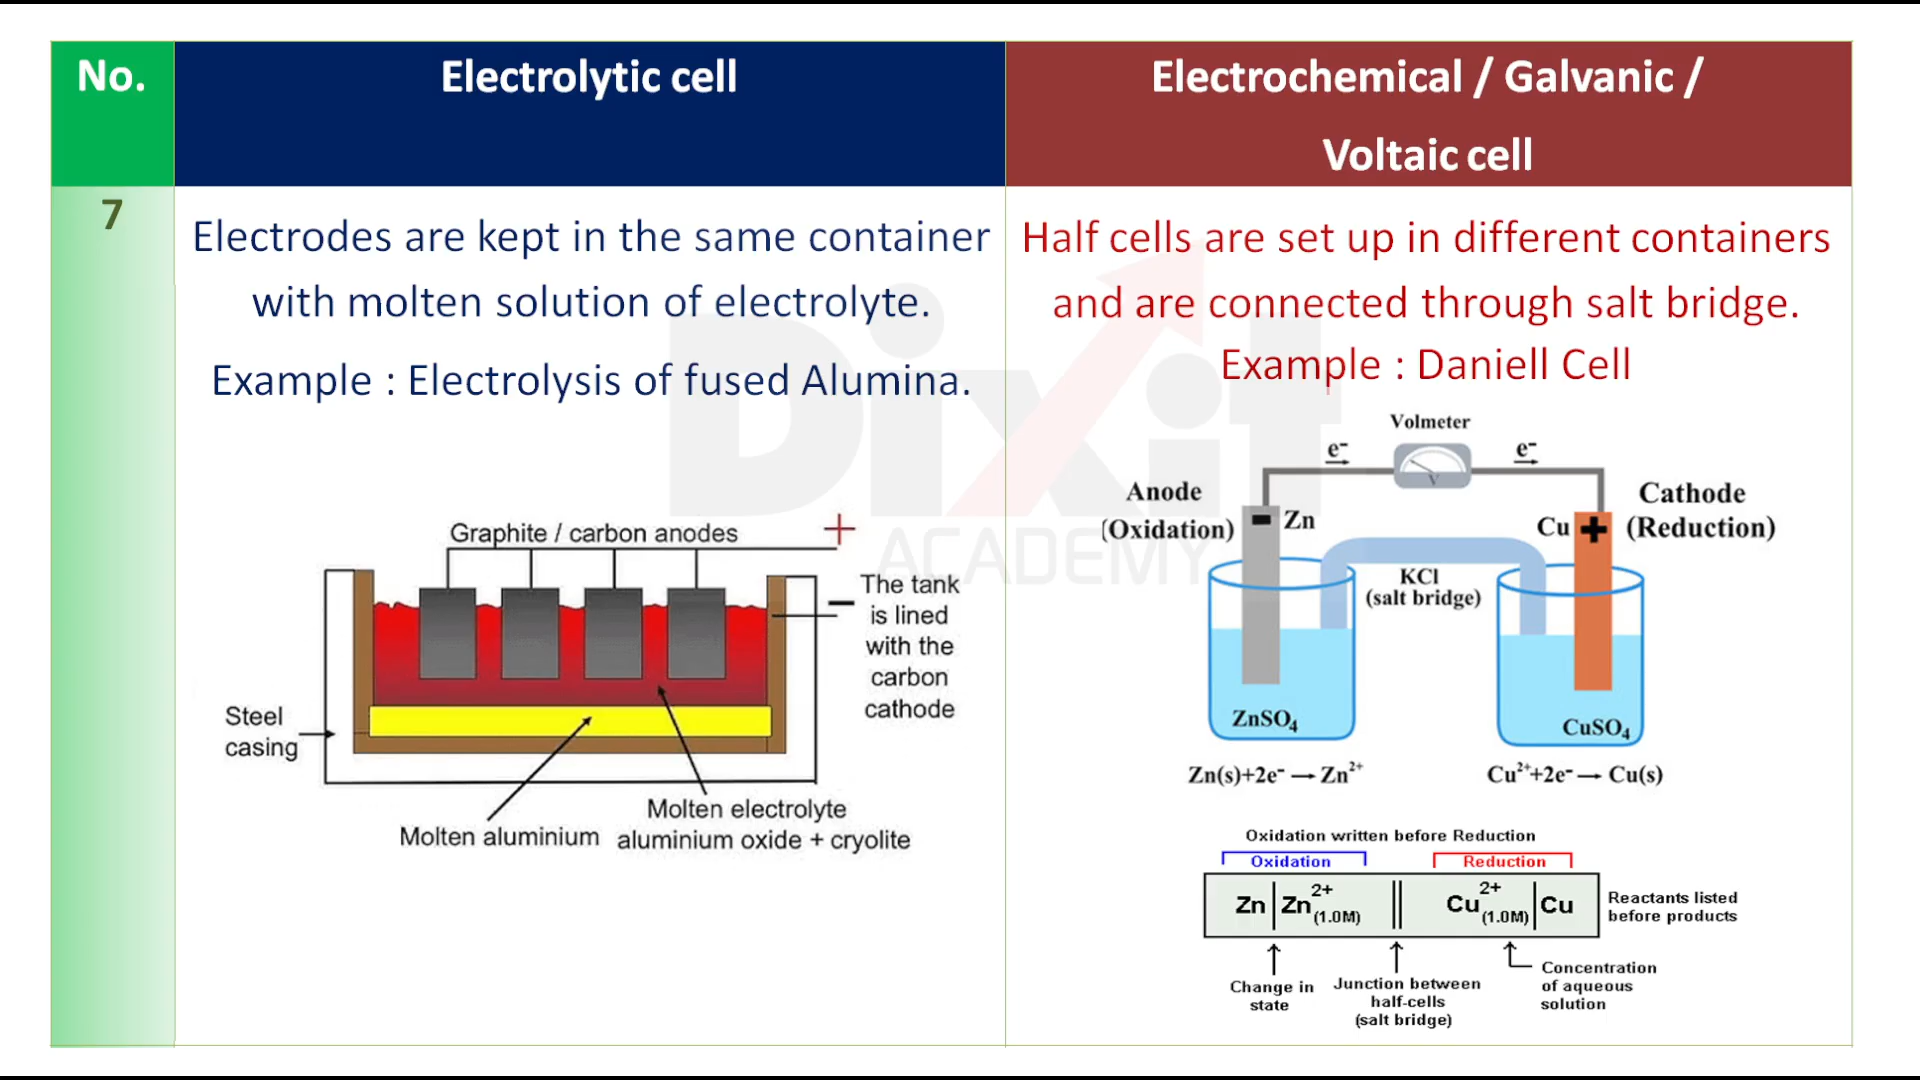 No.
Electrolytic cell
Electrochemical / Galvanic /
Voltaic cell
7
Electrodes are kept in the same container
with molten solution of electrolyte.
Example : Electrolysis of fused Alumina.
Graphite / carbon anodes
+
−
The tank
is lined
with the
carbon
cathode
Steel
casing
Molten aluminium
Molten electrolyte
aluminium oxide + cryolite
Half cells are set up in different containers
and are connected through salt bridge.
Example : Daniell Cell
Volmeter
e⁻
e⁻
V
Anode
(Oxidation)
− Zn
Cu +
Cathode
(Reduction)
KCl
(salt bridge)
ZnSO₄
CuSO₄
Zn(s)+2e⁻ → Zn²⁺
Cu²⁺+2e⁻ → Cu(s)
Oxidation written before Reduction
Oxidation
Reduction
Zn | Zn²⁺(1.0M) || Cu²⁺(1.0M) | Cu
Reactants listed
before products
Change in
state
Junction between
half-cells
(salt bridge)
Concentration
of aqueous
solution
Dixit
ACADEMY